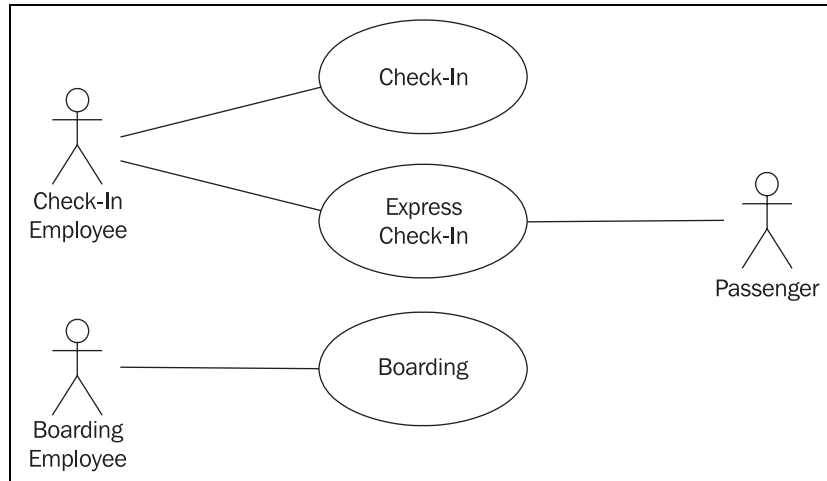 Check-In
Check-In
Employee
Express
Check-In
Passenger
Boarding
Boarding
Employee